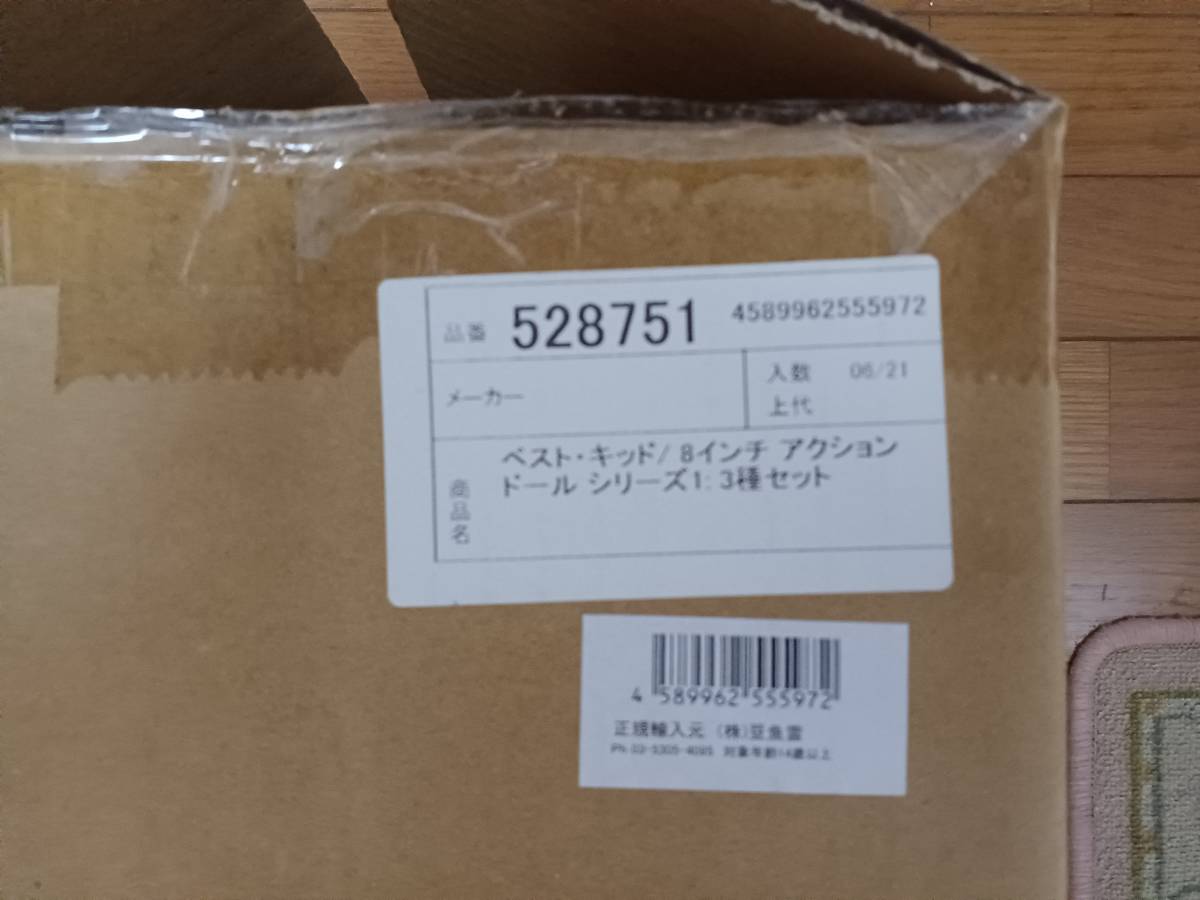 品番 528751 4589962555972
メーカー
入数 06/21
上代
商品名
ベスト・キッド/ 8インチ アクション
ドール シリーズ1: 3種セット
4 589962 555972
正規輸入元 (株)豆魚雷
対象年齢14歳以上